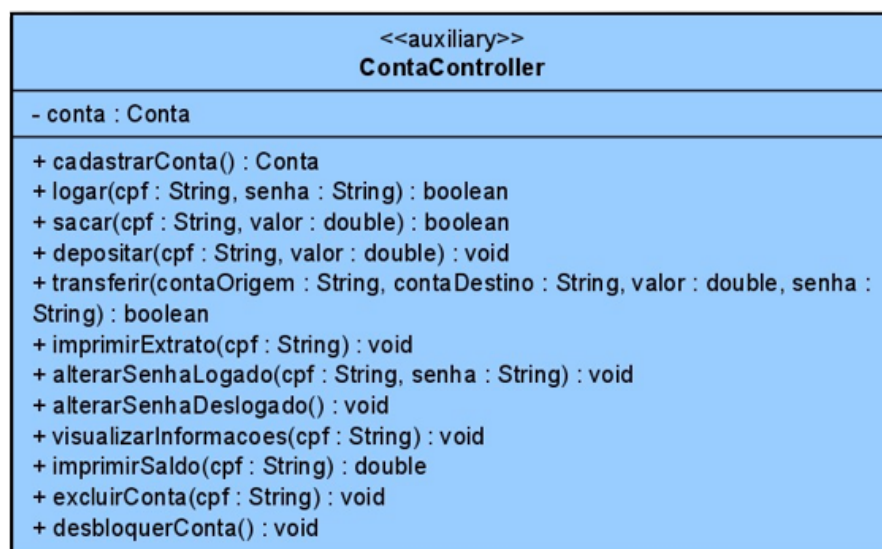 <<auxiliary>>
ContaController
- conta : Conta
+ cadastrarConta() : Conta
+ logar(cpf : String, senha : String) : boolean
+ sacar(cpf : String, valor : double) : boolean
+ depositar(cpf : String, valor : double) : void
+ transferir(contaOrigem : String, contaDestino : String, valor : double, senha :
String) : boolean
+ imprimirExtrato(cpf : String) : void
+ alterarSenhaLogado(cpf : String, senha : String) : void
+ alterarSenhaDeslogado() : void
+ visualizarInformacoes(cpf : String) : void
+ imprimirSaldo(cpf : String) : double
+ excluirConta(cpf : String) : void
+ desbloquerConta() : void